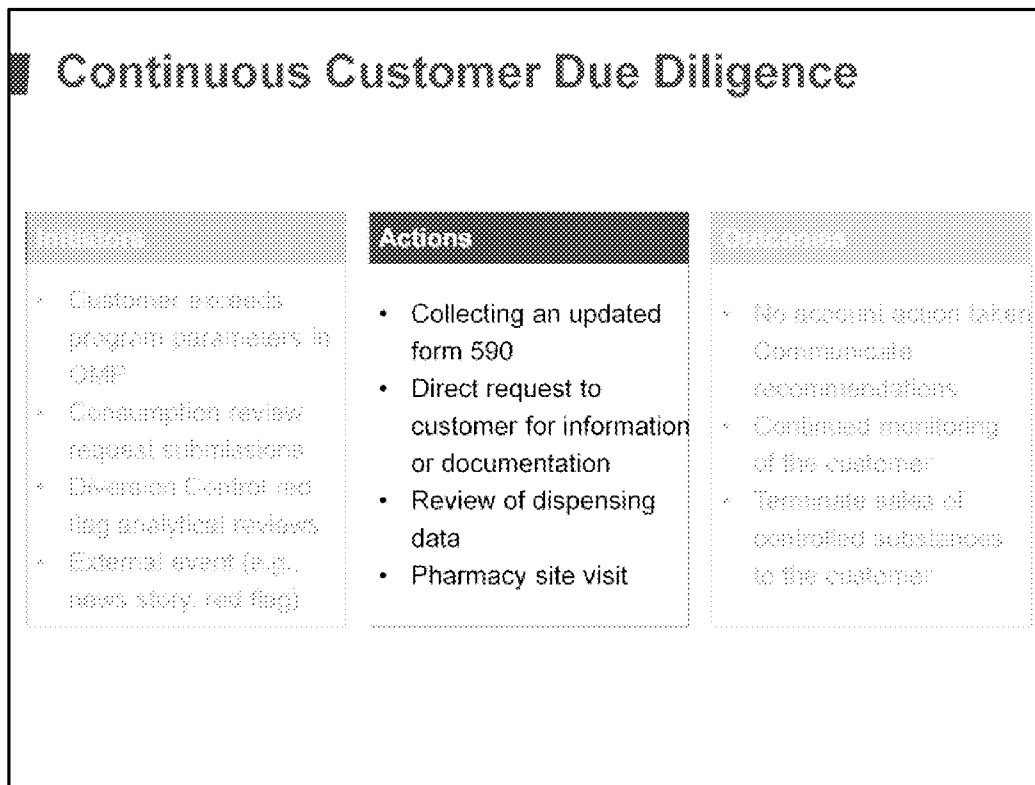 Continuous Customer Due Diligence
Initiators
• Customer exceeds
program parameters in
OMP
• Consumption review
request submissions
• Diversion Control red
flag analytical reviews
• External event (e.g.,
news story, red flag)
Actions
• Collecting an updated
form 590
• Direct request to
customer for information
or documentation
• Review of dispensing
data
• Pharmacy site visit
Outcomes
• No account action taken
Communicate
recommendations
• Continued monitoring
of the customer
• Terminate sales of
controlled substances
to the customer